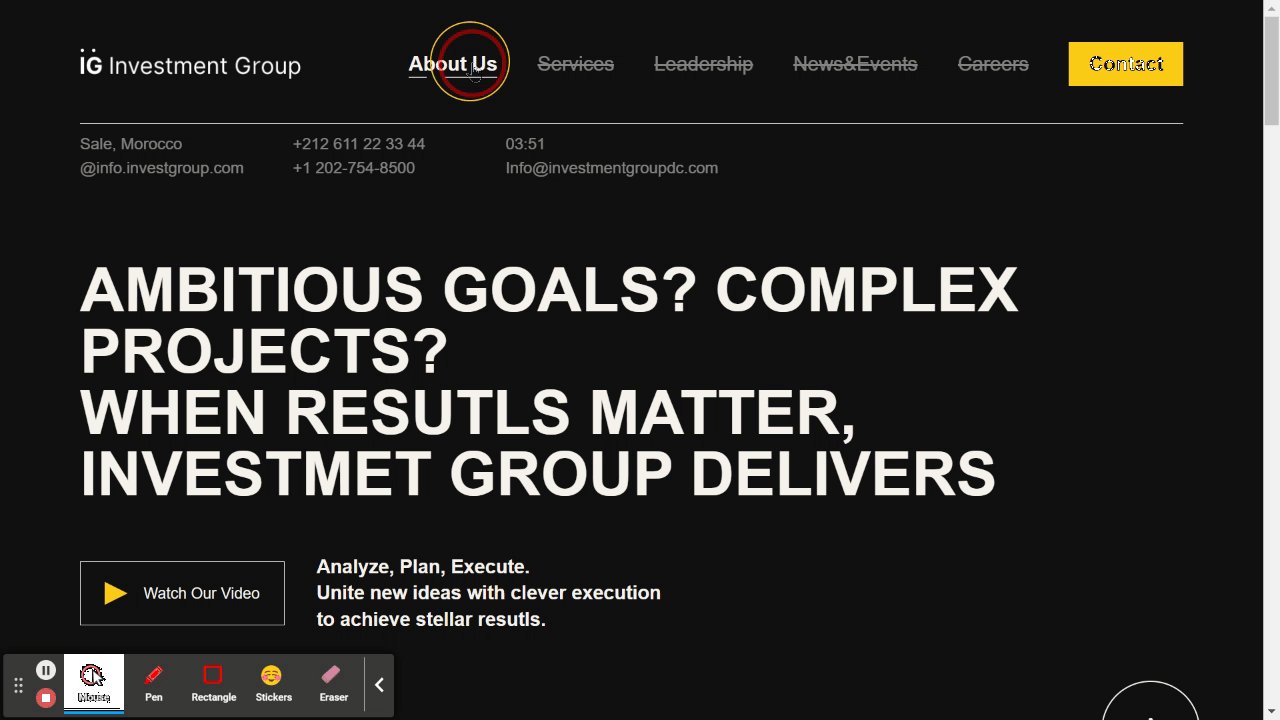 iG Investment Group
About Us
Services
Leadership
News&Events
Careers
Contact
Sale, Morocco
+212 611 22 33 44
03:51
@info.investgroup.com
+1 202-754-8500
Info@investmentgroupdc.com
AMBITIOUS GOALS? COMPLEX
PROJECTS?
WHEN RESUTLS MATTER,
INVESTMET GROUP DELIVERS
Watch Our Video
Analyze, Plan, Execute.
Unite new ideas with clever execution
to achieve stellar resutls.
Mouse
Pen
Rectangle
Stickers
Eraser